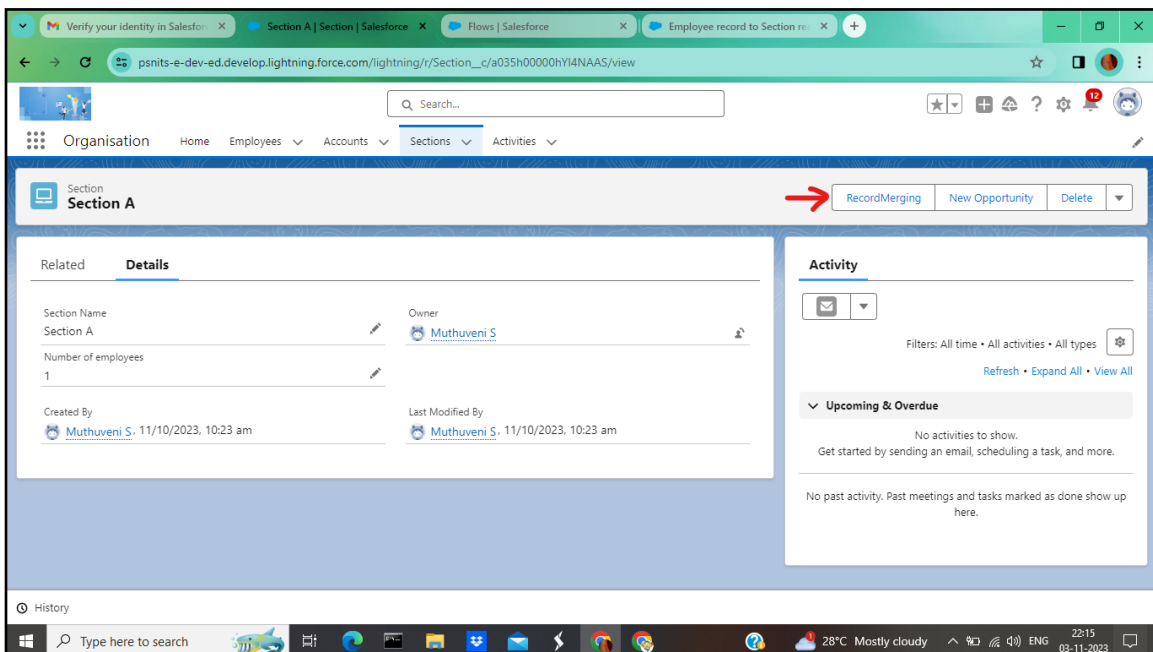 Verify your identity in Salesfor
Section A | Section | Salesforce
Flows | Salesforce
Employee record to Section re
psnits-e-dev-ed.develop.lightning.force.com/lightning/r/Section__c/a035h00000hYI4NAAS/view
Search...
12
Organisation
Home
Employees
Accounts
Sections
Activities
Section
Section A
RecordMerging
New Opportunity
Delete
Related
Details
Section Name
Section A
Owner
Muthuveni S
Number of employees
1
Created By
Muthuveni S, 11/10/2023, 10:23 am
Last Modified By
Muthuveni S, 11/10/2023, 10:23 am
Activity
Filters: All time • All activities • All types
Refresh • Expand All • View All
Upcoming & Overdue
No activities to show.
Get started by sending an email, scheduling a task, and more.
No past activity. Past meetings and tasks marked as done show up
here.
History
Type here to search
28°C Mostly cloudy
ENG
22:15
03-11-2023